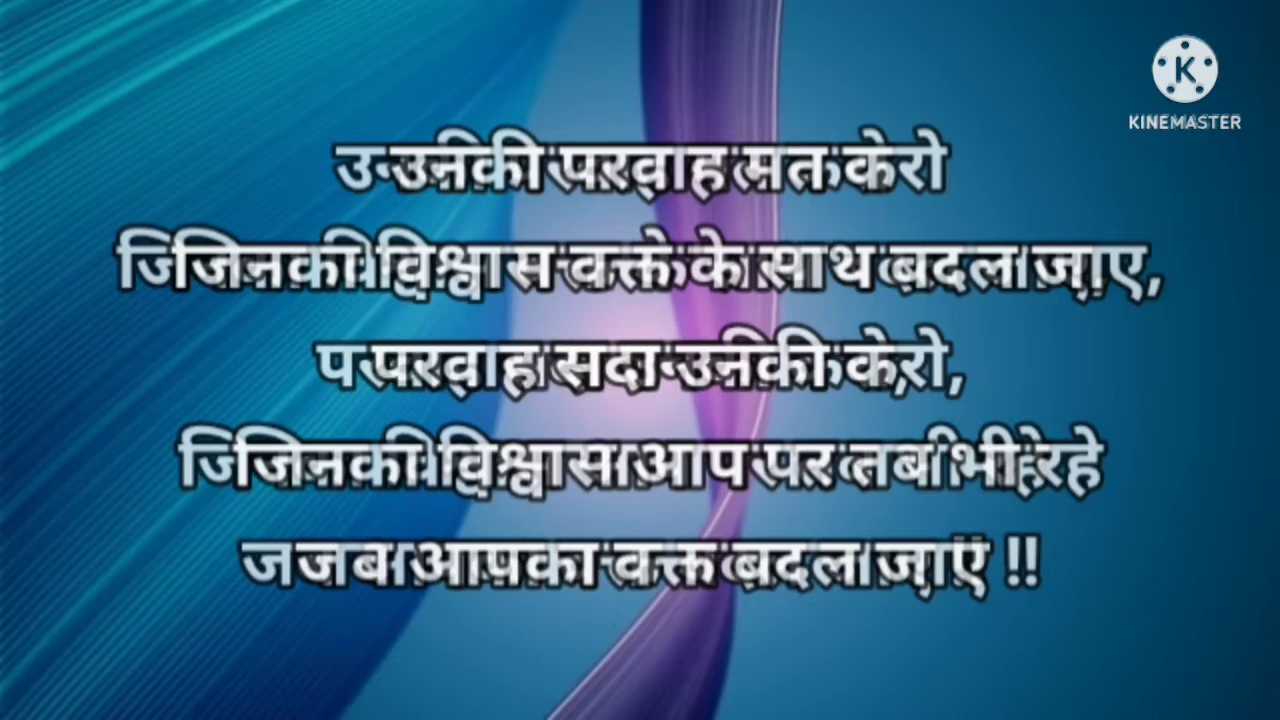 KINEMASTER
उनकी परवाह मत करो
जिनका विश्वास वक्त के साथ बदल जाए,
परवाह सदा उनकी करो,
जिनका विश्वास आप पर तब भी रहे
जब आपका वक्त बदल जाए !!